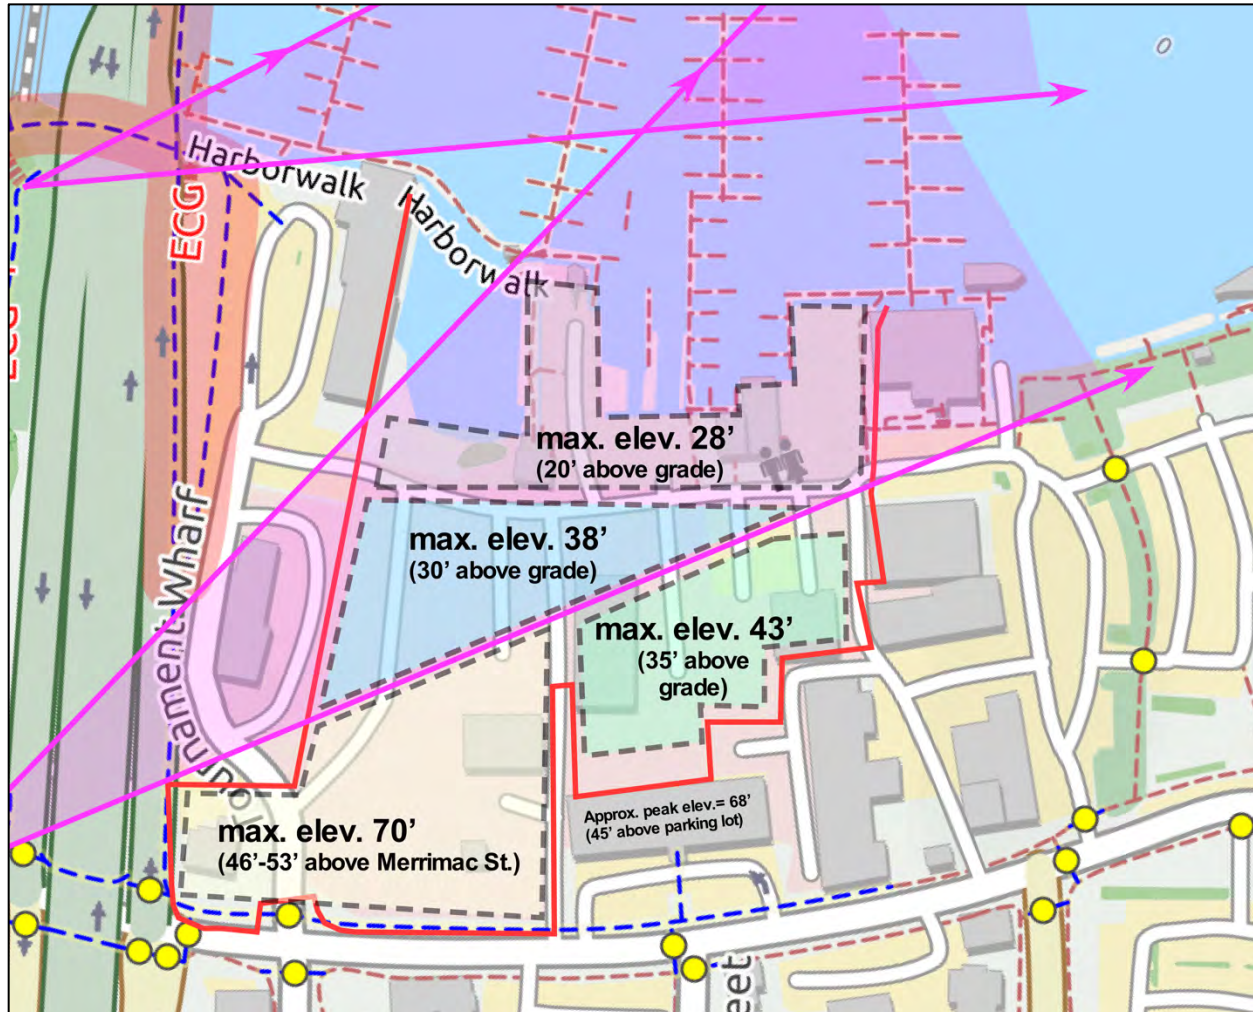 Harborwalk
Harborwalk
ECG
ECG
max. elev. 28’
(20’ above grade)
max. elev. 38’
(30’ above grade)
max. elev. 43’
(35’ above
grade)
Tournament Wharf
max. elev. 70’
(46’-53’ above Merrimac St.)
Approx. peak elev.= 68’
(45’ above parking lot)
eet